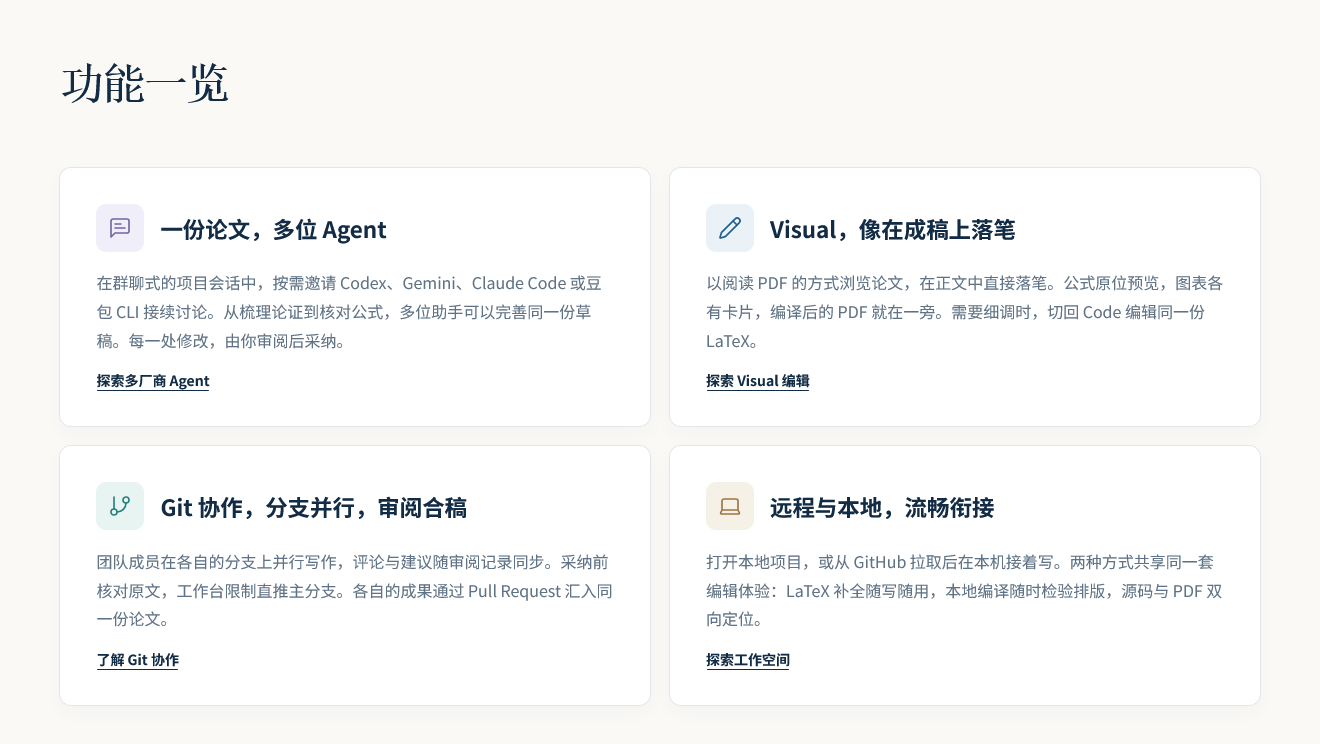 功能一览
一份论文，多位 Agent
在群聊式的项目会话中，按需邀请 Codex、Gemini、Claude Code 或豆
包 CLI 接续讨论。从梳理论证到核对公式，多位助手可以完善同一份草
稿。每一处修改，由你审阅后采纳。
探索多厂商 Agent
Visual，像在成稿上落笔
以阅读 PDF 的方式浏览论文，在正文中直接落笔。公式原位预览，图表各
有卡片，编译后的 PDF 就在一旁。需要细调时，切回 Code 编辑同一份
LaTeX。
探索 Visual 编辑
Git 协作，分支并行，审阅合稿
团队成员在各自的分支上并行写作，评论与建议随审阅记录同步。采纳前
核对原文，工作台限制直推主分支。各自的成果通过 Pull Request 汇入同
一份论文。
了解 Git 协作
远程与本地，流畅衔接
打开本地项目，或从 GitHub 拉取后在本机接着写。两种方式共享同一套
编辑体验：LaTeX 补全随写随用，本地编译随时检验排版，源码与 PDF 双
向定位。
探索工作空间